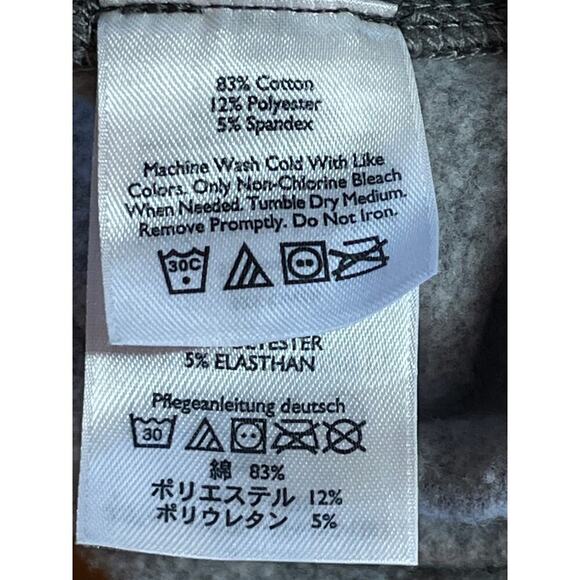 83% Cotton
12% Polyester
5% Spandex
Machine Wash Cold With Like
Colors. Only Non-Chlorine Bleach
When Needed. Tumble Dry Medium.
Remove Promptly. Do Not Iron.
30C
5% ELASTHAN
Pflegeanleitung deutsch
30
綿 83%
ポリエステル 12%
ポリウレタン 5%